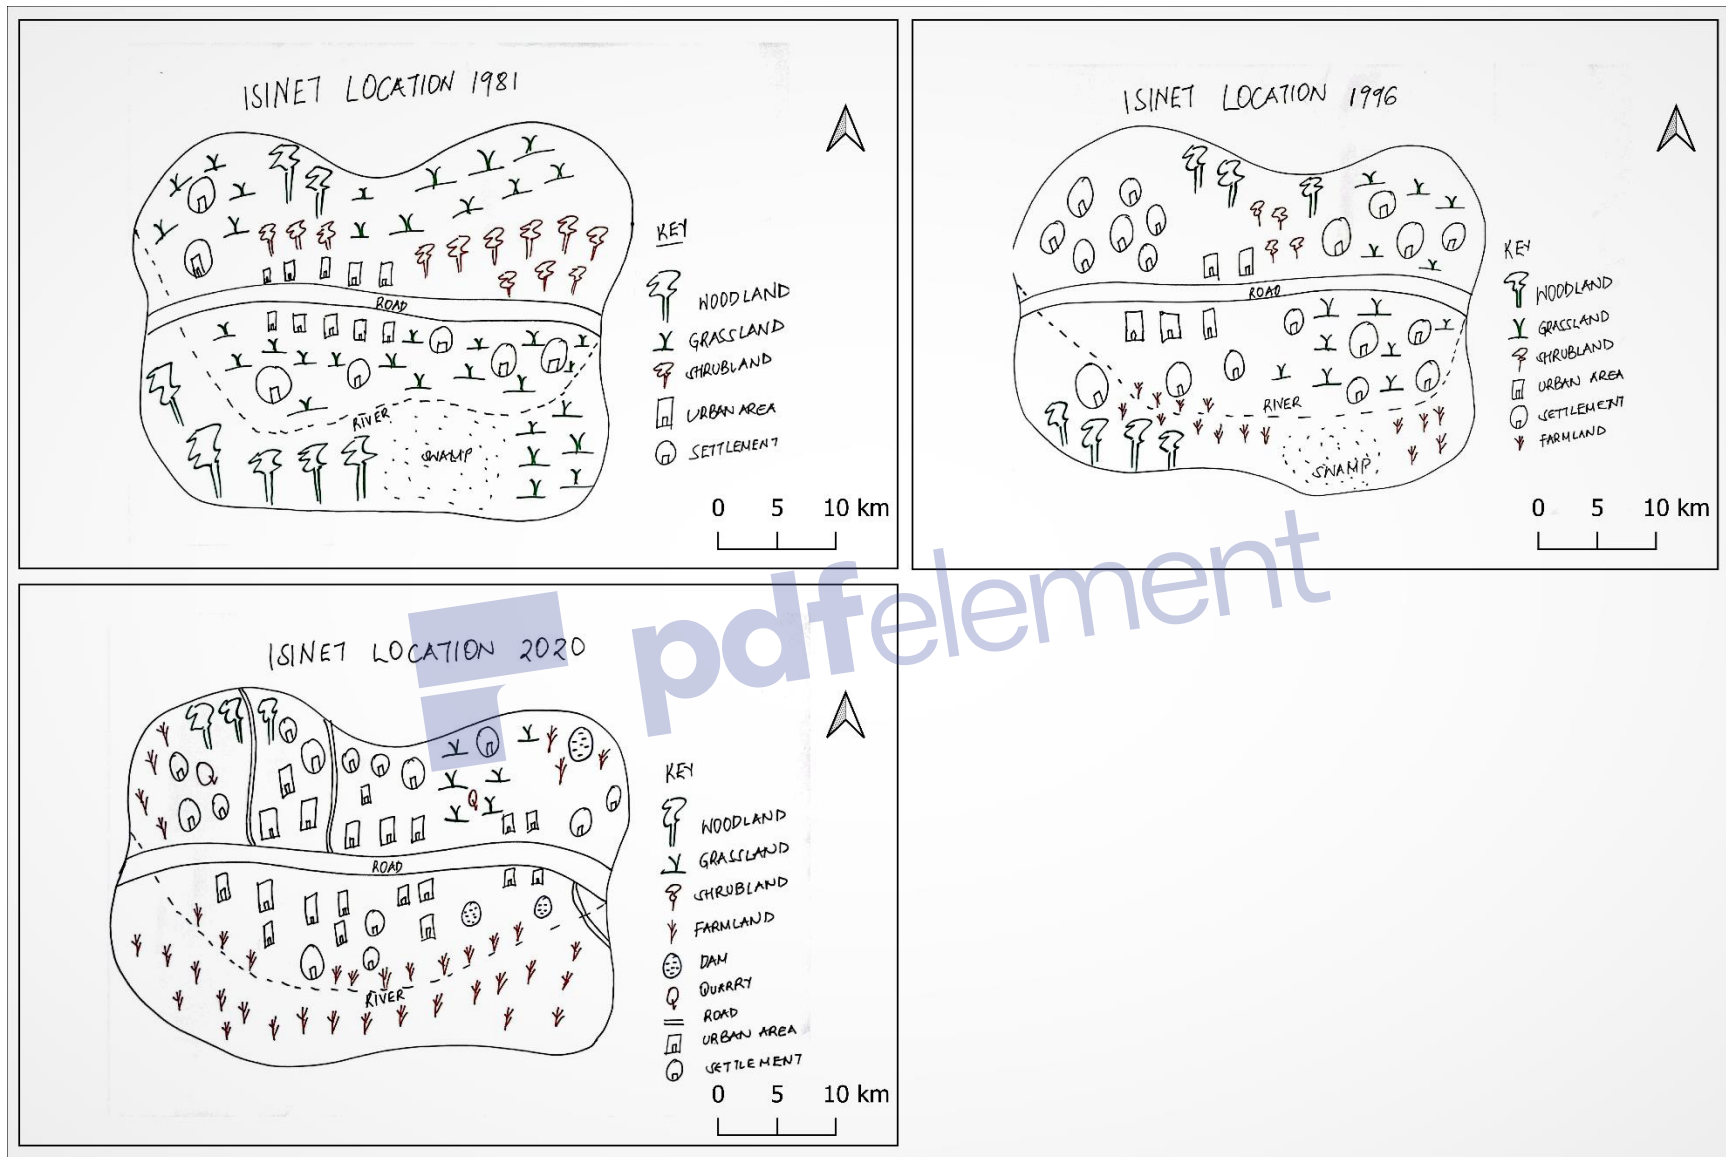 ISINET LOCATION 1981
KEY
WOODLAND
GRASSLAND
SHRUBLAND
URBAN AREA
SETTLEMENT
ROAD
RIVER
SWAMP
0 5 10 km
ISINET LOCATION 1996
KEY
WOODLAND
GRASSLAND
SHRUBLAND
URBAN AREA
SETTLEMENT
FARMLAND
ROAD
RIVER
SWAMP
0 5 10 km
ISINET LOCATION 2020
KEY
WOODLAND
GRASSLAND
SHRUBLAND
FARMLAND
DAM
QUARRY
ROAD
URBAN AREA
SETTLEMENT
ROAD
RIVER
0 5 10 km
pdfelement